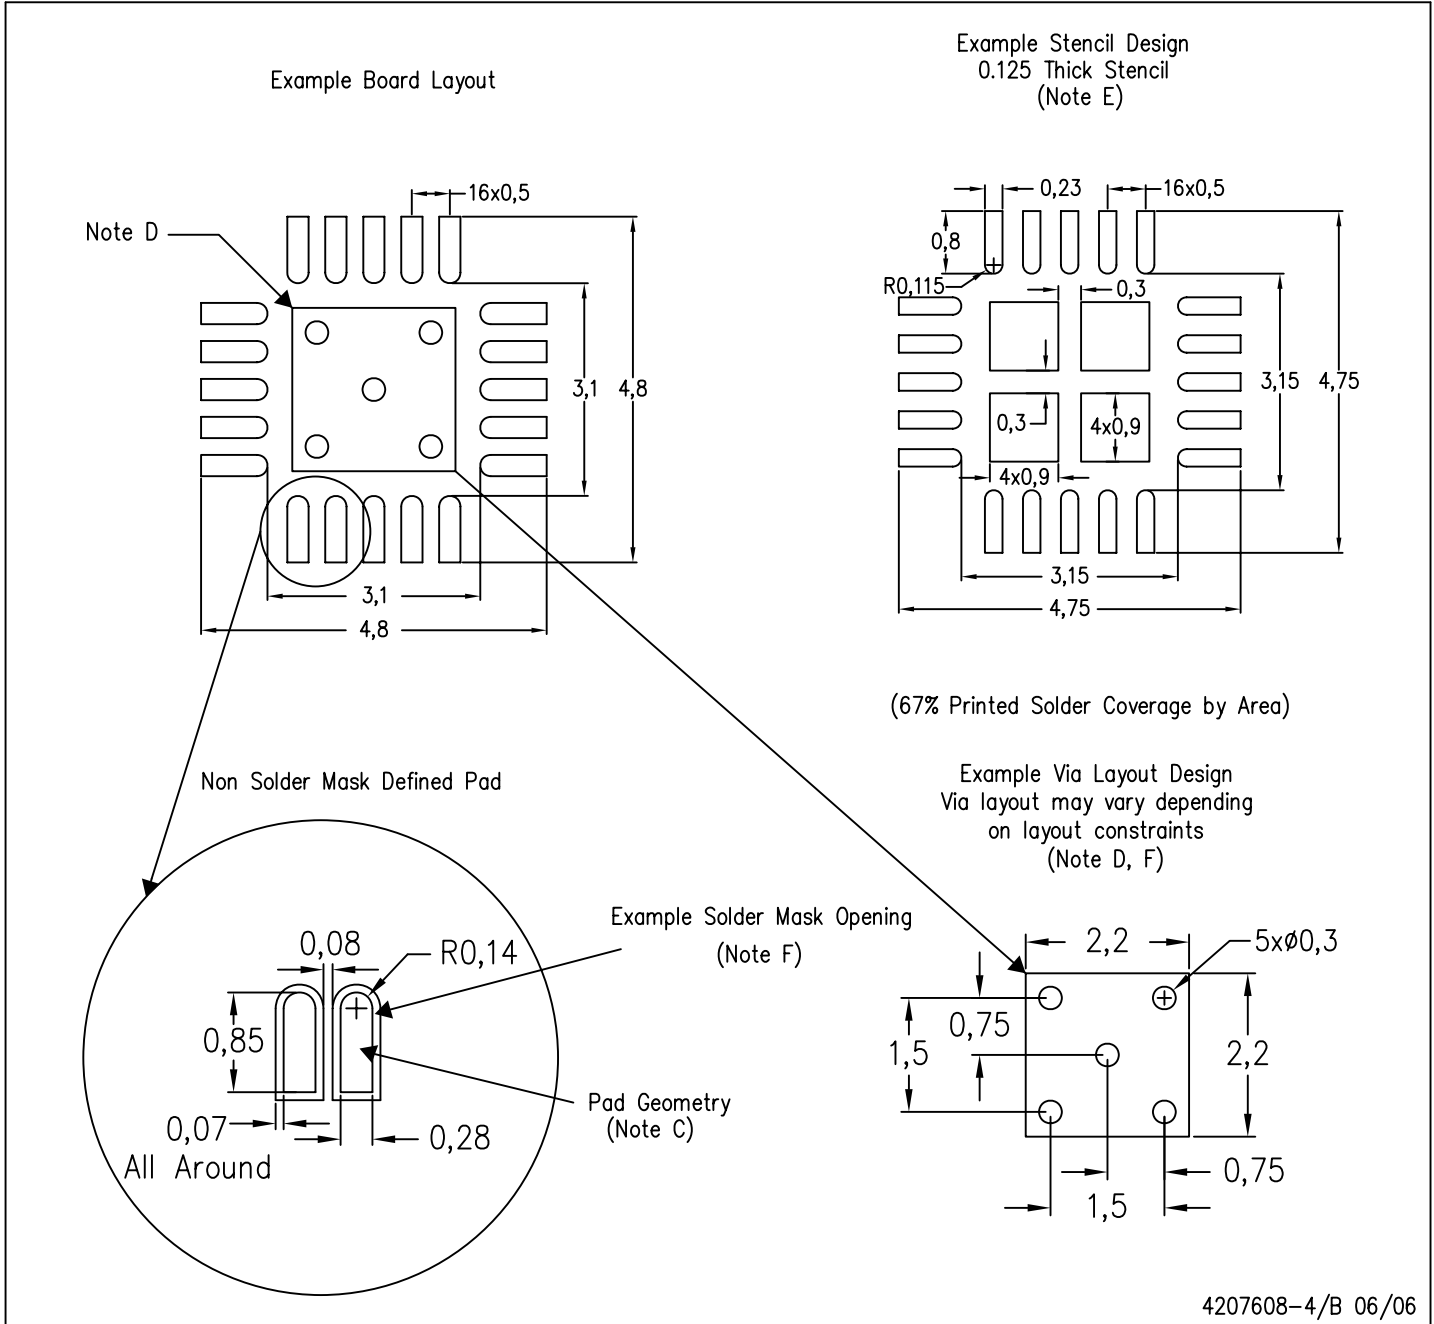 Example Board Layout
16x0,5
Note D
3,1
4,8
3,1
4,8
Example Stencil Design
0.125 Thick Stencil
(Note E)
0,23
16x0,5
0,8
R0,115
0,3
3,15
4,75
0,3
4x0,9
4x0,9
3,15
4,75
(67% Printed Solder Coverage by Area)
Non Solder Mask Defined Pad
0,08
R0,14
0,85
0,07
All Around
0,28
Example Solder Mask Opening
(Note F)
Pad Geometry
(Note C)
Example Via Layout Design
Via layout may vary depending
on layout constraints
(Note D, F)
2,2
5xø0,3
0,75
1,5
2,2
0,75
1,5
4207608-4/B 06/06